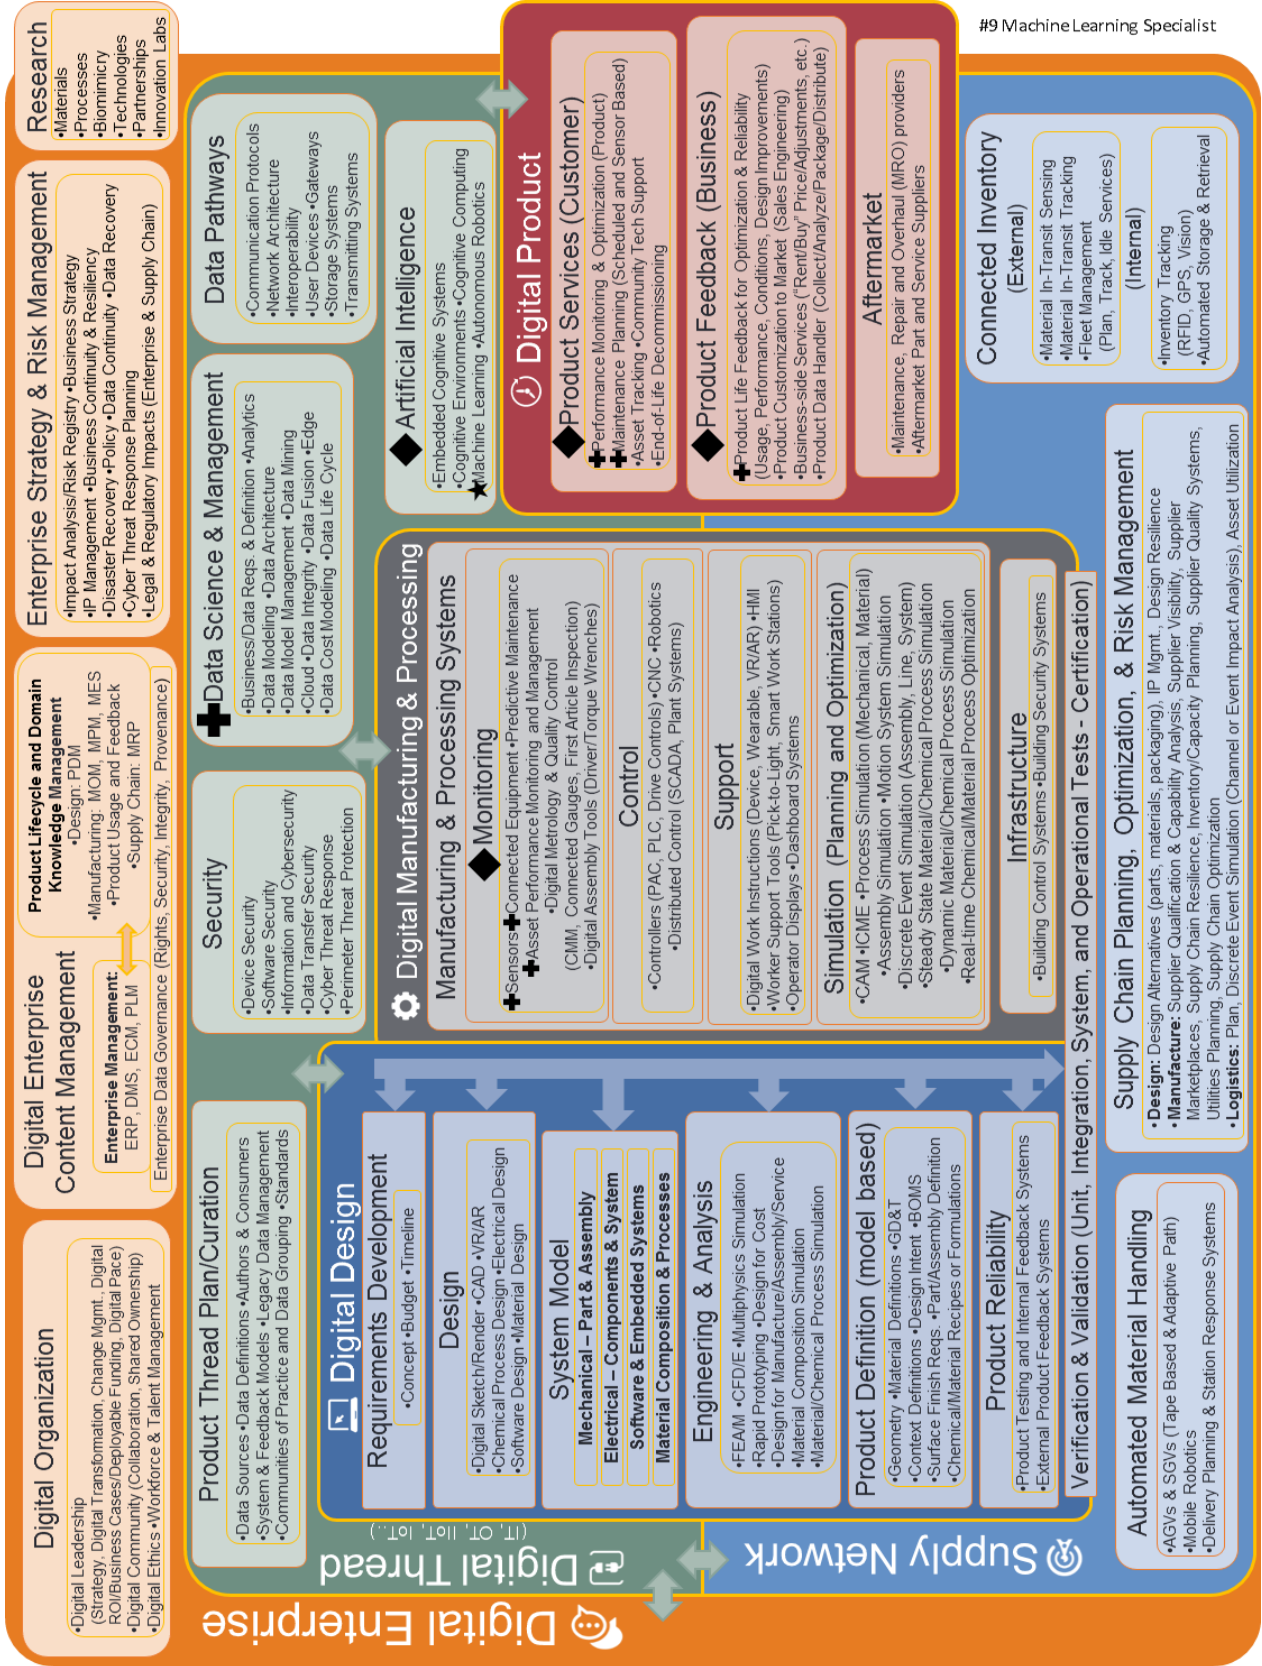 #9 Machine Learning Specialist
Digital Enterprise
Digital Organization
•Digital Leadership
(Strategy, Digital Transformation, Change Mgmt., Digital
ROI/Business Cases/Deployable Funding, Digital Pace)
•Digital Community (Collaboration, Shared Ownership)
•Digital Ethics •Workforce & Talent Management
Digital Enterprise
Content Management
Enterprise Management:
ERP, DMS, ECM, PLM
Product Lifecycle and Domain
Knowledge Management
•Design: PDM
•Manufacturing: MOM, MPM, MES
•Product Usage and Feedback
•Supply Chain: MRP
Enterprise Data Governance (Rights, Security, Integrity, Provenance)
Enterprise Strategy & Risk Management
•Impact Analysis/Risk Registry •Business Strategy
•IP Management •Business Continuity & Resiliency
•Disaster Recovery •Policy •Data Continuity •Data Recovery
•Cyber Threat Response Planning
•Legal & Regulatory Impacts (Enterprise & Supply Chain)
Research
•Materials
•Processes
•Biomimicry
•Technologies
•Partnerships
•Innovation Labs
Digital Thread
(IT, OT, IIoT, IoT...)
Product Thread Plan/Curation
•Data Sources •Data Definitions •Authors & Consumers
•System & Feedback Models •Legacy Data Management
•Communities of Practice and Data Grouping •Standards
Security
•Device Security
•Software Security
•Information and Cybersecurity
•Data Transfer Security
•Cyber Threat Response
•Perimeter Threat Protection
Data Science & Management
•Business/Data Reqs. & Definition •Analytics
•Data Modeling •Data Architecture
•Data Model Management •Data Mining
•Cloud •Data Integrity •Data Fusion •Edge
•Data Cost Modeling •Data Life Cycle
Data Pathways
•Communication Protocols
•Network Architecture
•Interoperability
•User Devices •Gateways
•Storage Systems
•Transmitting Systems
Artificial Intelligence
•Embedded Cognitive Systems
•Cognitive Environments •Cognitive Computing
Machine Learning •Autonomous Robotics
Digital Design
Requirements Development
•Concept •Budget •Timeline
Design
•Digital Sketch/Render •CAD •VR/AR
•Chemical Process Design •Electrical Design
•Software Design •Material Design
System Model
Mechanical – Part & Assembly
Electrical – Components & System
Software & Embedded Systems
Material Composition & Processes
Engineering & Analysis
•FEA/M •CFD/E •Multiphysics Simulation
•Rapid Prototyping •Design for Cost
•Design for Manufacture/Assembly/Service
•Material Composition Simulation
•Material/Chemical Process Simulation
Product Definition (model based)
•Geometry •Material Definitions •GD&T
•Context Definitions •Design Intent •BOMS
•Surface Finish Reqs. •Part/Assembly Definition
•Chemical/Material Recipes or Formulations
Product Reliability
•Product Testing and Internal Feedback Systems
•External Product Feedback Systems
Digital Manufacturing & Processing
Manufacturing & Processing Systems
Monitoring
Sensors Connected Equipment •Predictive Maintenance
Asset Performance Monitoring and Management
•Digital Metrology & Quality Control
(CMM, Connected Gauges, First Article Inspection)
•Digital Assembly Tools (Driver/Torque Wrenches)
Control
•Controllers (PAC, PLC, Drive Controls) •CNC •Robotics
•Distributed Control (SCADA, Plant Systems)
Support
•Digital Work Instructions (Device, Wearable, VR/AR) •HMI
•Worker Support Tools (Pick-to-Light, Smart Work Stations)
•Operator Displays •Dashboard Systems
Simulation (Planning and Optimization)
•CAM •ICME •Process Simulation (Mechanical, Material)
•Assembly Simulation •Motion System Simulation
•Discrete Event Simulation (Assembly, Line, System)
•Steady State Material/Chemical Process Simulation
•Dynamic Material/Chemical Process Simulation
•Real-time Chemical/Material Process Optimization
Infrastructure
•Building Control Systems •Building Security Systems
Verification & Validation (Unit, Integration, System, and Operational Tests - Certification)
Digital Product
Product Services (Customer)
Performance Monitoring & Optimization (Product)
Maintenance Planning (Scheduled and Sensor Based)
•Asset Tracking •Community Tech Support
•End-of-Life Decommissioning
Product Feedback (Business)
Product Life Feedback for Optimization & Reliability
(Usage, Performance, Conditions, Design Improvements)
•Product Customization to Market (Sales Engineering)
•Business-side Services ("Rent/Buy" Price/Adjustments, etc.)
•Product Data Handler (Collect/Analyze/Package/Distribute)
Aftermarket
•Maintenance, Repair and Overhaul (MRO) providers
•Aftermarket Part and Service Suppliers
Supply Network
Automated Material Handling
•AGVs & SGVs (Tape Based & Adaptive Path)
•Mobile Robotics
•Delivery Planning & Station Response Systems
Supply Chain Planning, Optimization, & Risk Management
•Design: Design Alternatives (parts, materials, packaging), IP Mgmt., Design Resilience
•Manufacture: Supplier Qualification & Capability Analysis, Supplier Visibility, Supplier
Marketplaces, Supply Chain Resilience, Inventory/Capacity Planning, Supplier Quality Systems,
Utilities Planning, Supply Chain Optimization
•Logistics: Plan, Discrete Event Simulation (Channel or Event Impact Analysis), Asset Utilization
Connected Inventory
(External)
•Material In-Transit Sensing
•Material In-Transit Tracking
•Fleet Management
(Plan, Track, Idle Services)
(Internal)
•Inventory Tracking
(RFID, GPS, Vision)
•Automated Storage & Retrieval